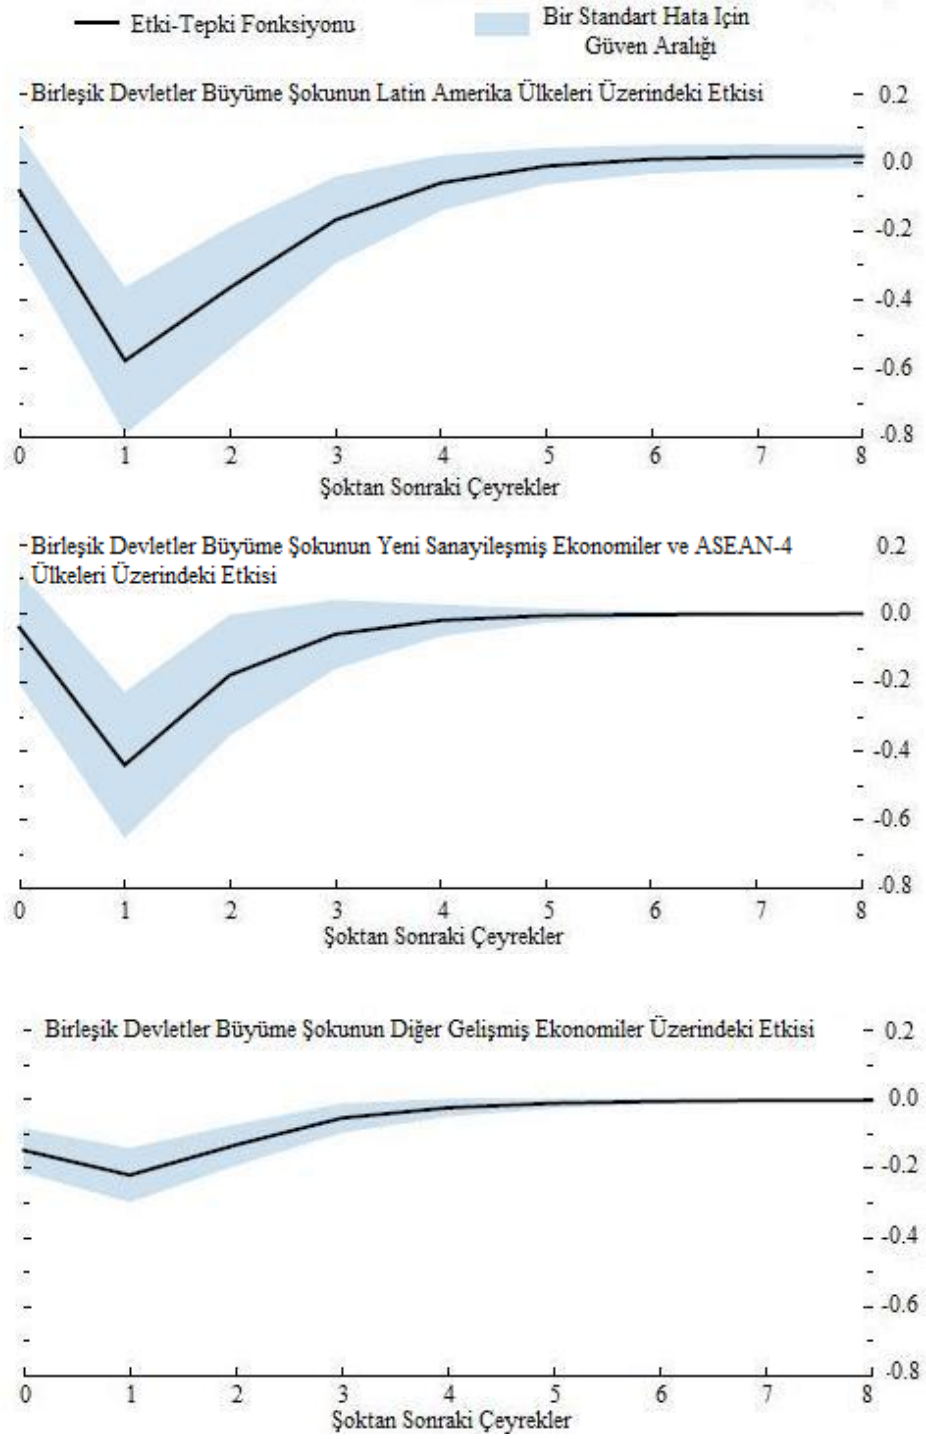 Etki-Tepki Fonksiyonu
Bir Standart Hata Için
Güven Aralığı
Birleşik Devletler Büyüme Şokunun Latin Amerika Ülkeleri Üzerindeki Etkisi
0.2
0.0
-0.2
-0.4
-0.6
-0.8
0 1 2 3 4 5 6 7 8
Şoktan Sonraki Çeyrekler
Birleşik Devletler Büyüme Şokunun Yeni Sanayileşmiş Ekonomiler ve ASEAN-4
Ülkeleri Üzerindeki Etkisi
0.2
0.0
-0.2
-0.4
-0.6
-0.8
0 1 2 3 4 5 6 7 8
Şoktan Sonraki Çeyrekler
Birleşik Devletler Büyüme Şokunun Diğer Gelişmiş Ekonomiler Üzerindeki Etkisi
0.2
0.0
-0.2
-0.4
-0.6
-0.8
0 1 2 3 4 5 6 7 8
Şoktan Sonraki Çeyrekler